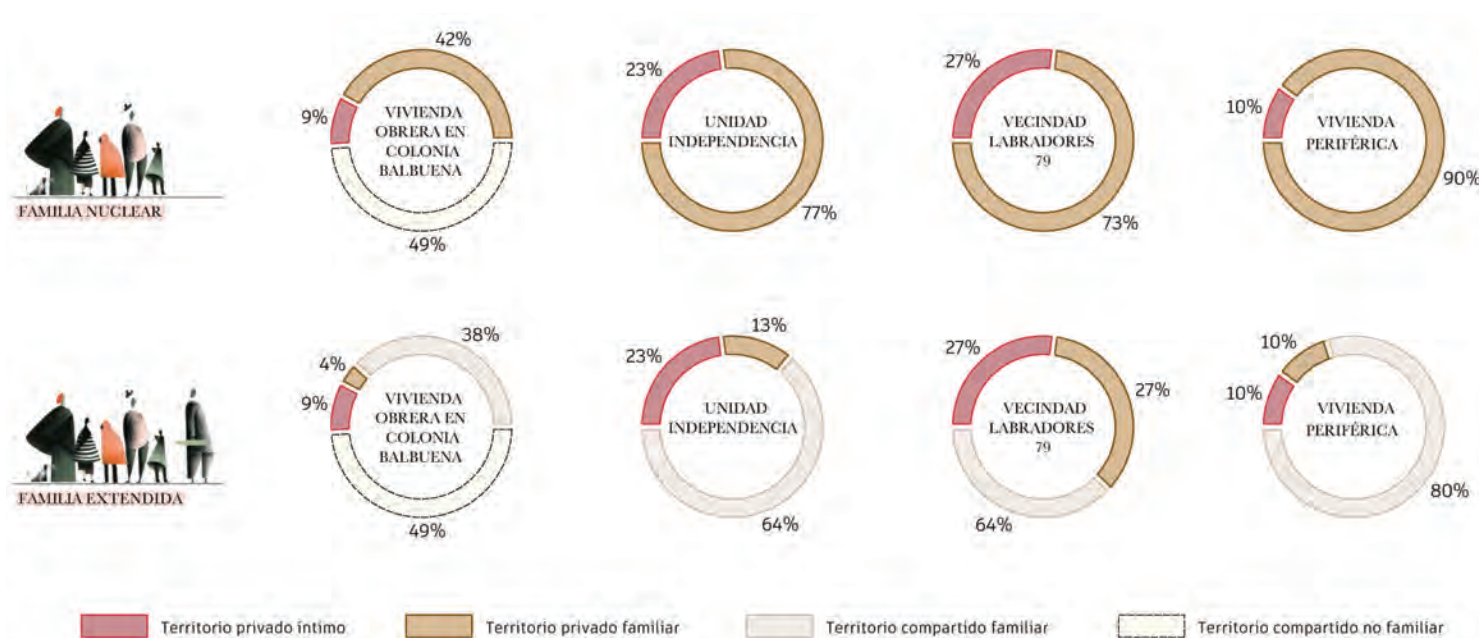 42%
9%
VIVIENDA
OBRERA EN
COLONIA
BALBUENA
49%
23%
UNIDAD
INDEPENDENCIA
77%
27%
VECINDAD
LABRADORES
79
73%
10%
VIVIENDA
PERIFÉRICA
90%
FAMILIA NUCLEAR
38%
4%
9%
VIVIENDA
OBRERA EN
COLONIA
BALBUENA
49%
23%
13%
UNIDAD
INDEPENDENCIA
64%
27%
27%
VECINDAD
LABRADORES
79
64%
10%
10%
VIVIENDA
PERIFÉRICA
80%
FAMILIA EXTENDIDA
Territorio privado íntimo
Territorio privado familiar
Territorio compartido familiar
Territorio compartido no familiar